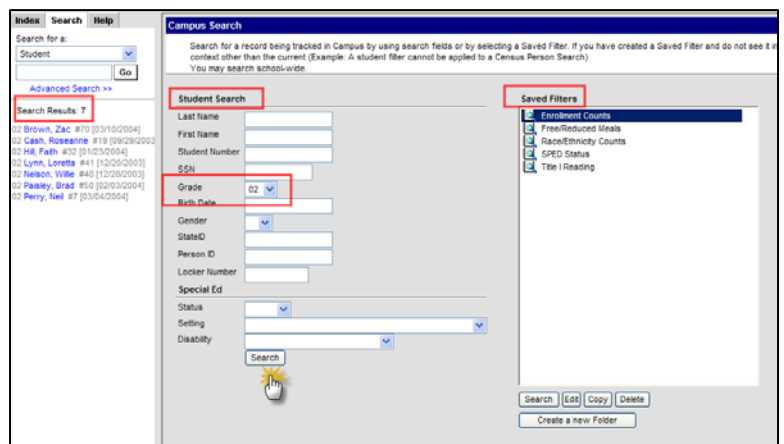 Index Search Help
Search for a:
Student
Go
Advanced Search >>
Search Results: 7
02 Brown, Zac #70 [03/10/2004]
02 Cash, Roseanne #19 [09/29/2003
02 Hill, Faith #32 [01/23/2004]
02 Lynn, Loretta #41 [12/20/2003]
02 Nelson, Willie #40 [12/20/2003]
02 Paisley, Brad #50 [02/03/2004]
02 Perry, Neil #7 [03/04/2004]
Campus Search
Search for a record being tracked in Campus by using search fields or by selecting a Saved Filter. If you have created a Saved Filter and do not see it in
context other than the current (Example: A student filter cannot be applied to a Census Person Search)
You may search school-wide.
Student Search
Last Name
First Name
Student Number
SSN
Grade 02
Birth Date
Gender
StateID
Person ID
Locker Number
Special Ed
Status
Setting
Disability
Search
Saved Filters
Enrollment Counts
Free/Reduced Meals
Race/Ethnicity Counts
SPED Status
Title I Reading
Search Edit Copy Delete
Create a new Folder